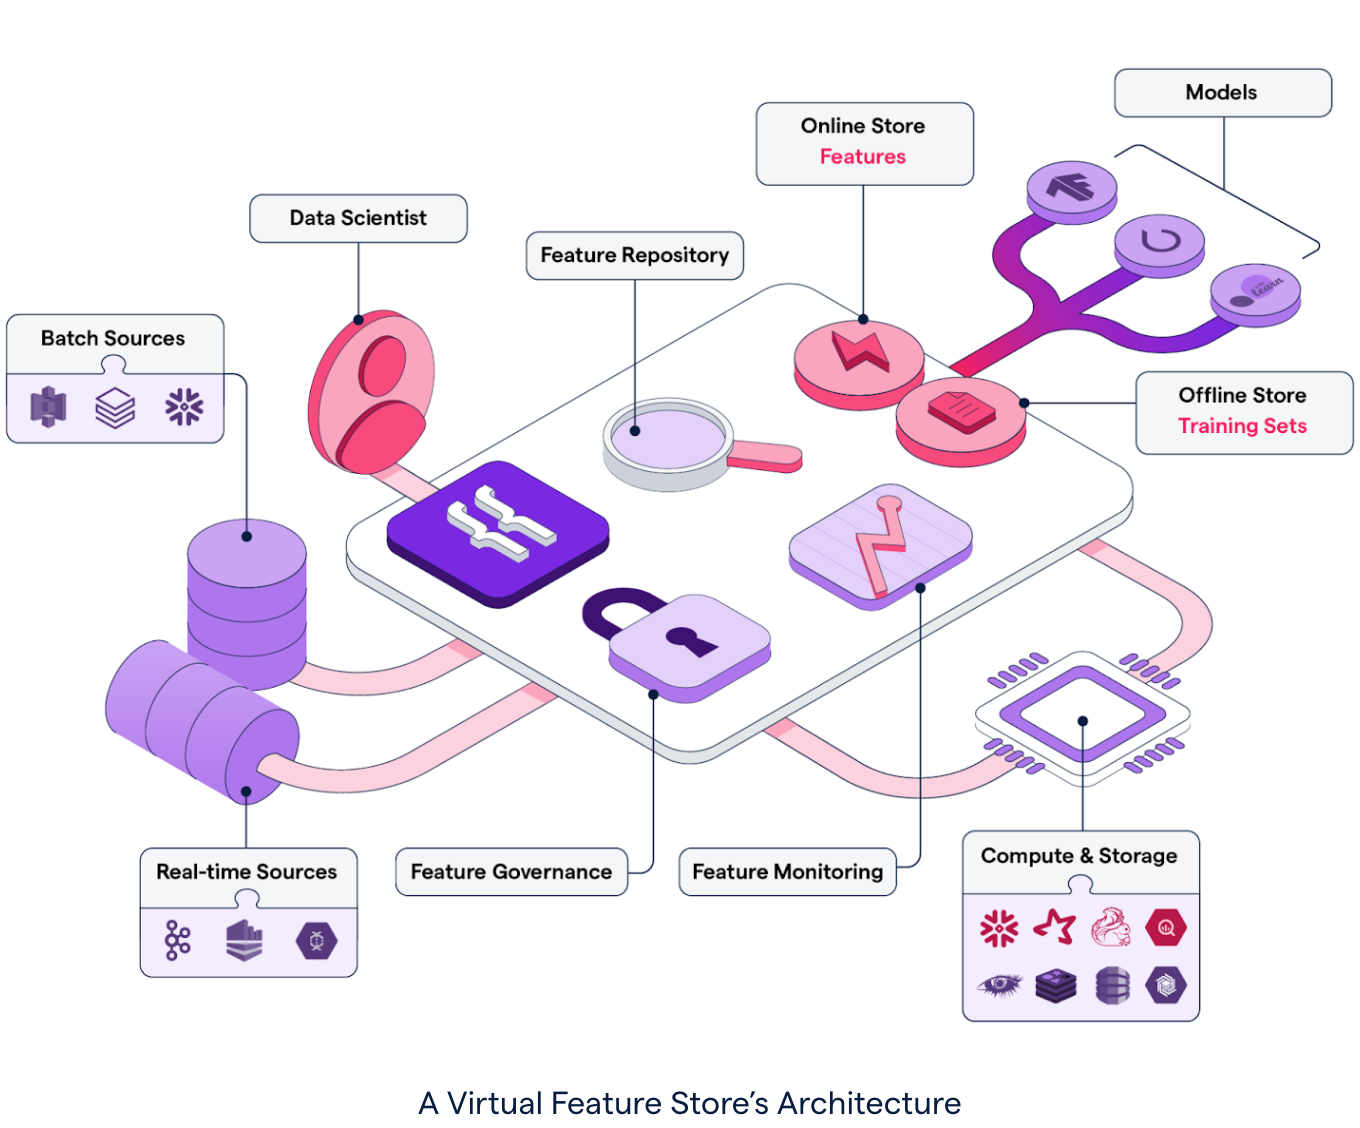 Models
Online Store
Features
Data Scientist
Feature Repository
Batch Sources
Offline Store
Training Sets
learn
Real-time Sources
Feature Governance
Feature Monitoring
Compute & Storage
A Virtual Feature Store’s Architecture